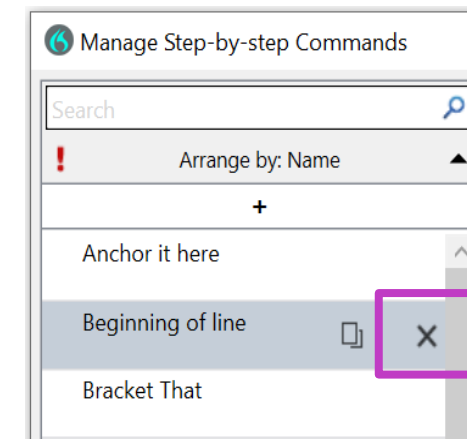 Manage Step-by-step Commands
Search
! Arrange by: Name
+
Anchor it here
Beginning of line
Bracket That